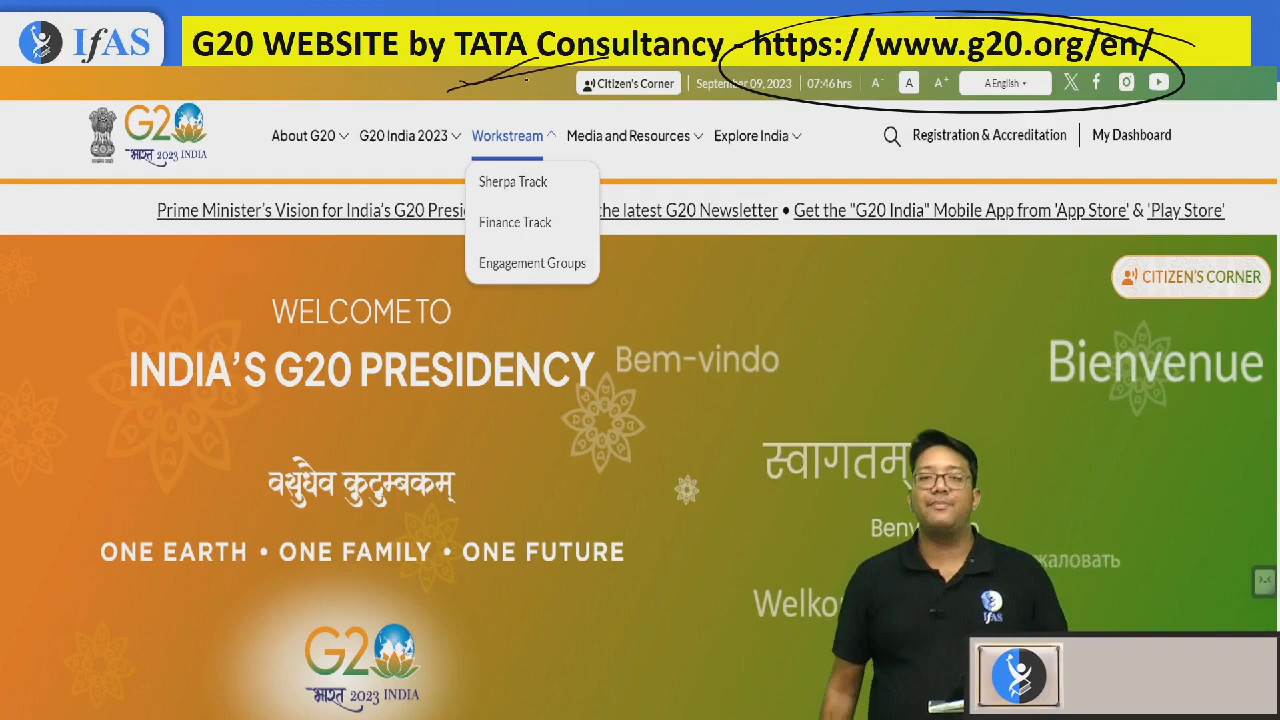 IfAS
G20 WEBSITE by TATA Consultancy - https://www.g20.org/en/
Citizen's Corner September 09, 2023 07:46 hrs A- A A+ A English
G20
भारत 2023 INDIA
About G20 G20 India 2023 Workstream Media and Resources Explore India Registration & Accreditation My Dashboard
Sherpa Track
Finance Track
Engagement Groups
Prime Minister's Vision for India's G20 Presi the latest G20 Newsletter • Get the "G20 India" Mobile App from 'App Store' & 'Play Store'
CITIZEN'S CORNER
WELCOME TO
INDIA'S G20 PRESIDENCY
Bem-vindo
Bienvenue
स्वागतम्
वसुधैव कुटुम्बकम्
ONE EARTH • ONE FAMILY • ONE FUTURE
Welko
жаловать
G20
भारत 2023 INDIA
IfAS